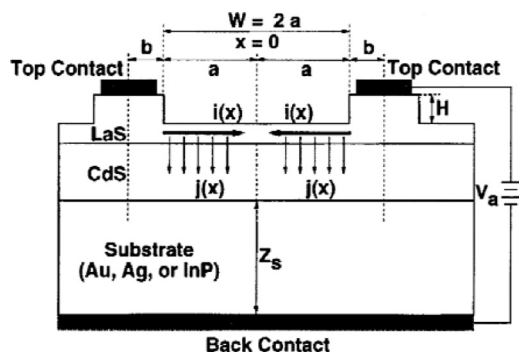 W = 2 a
b x = 0 b
Top Contact a a Top Contact
i(x) i(x) H
LaS
CdS
j(x) j(x) Va
Substrate Zs
(Au, Ag, or InP)
Back Contact